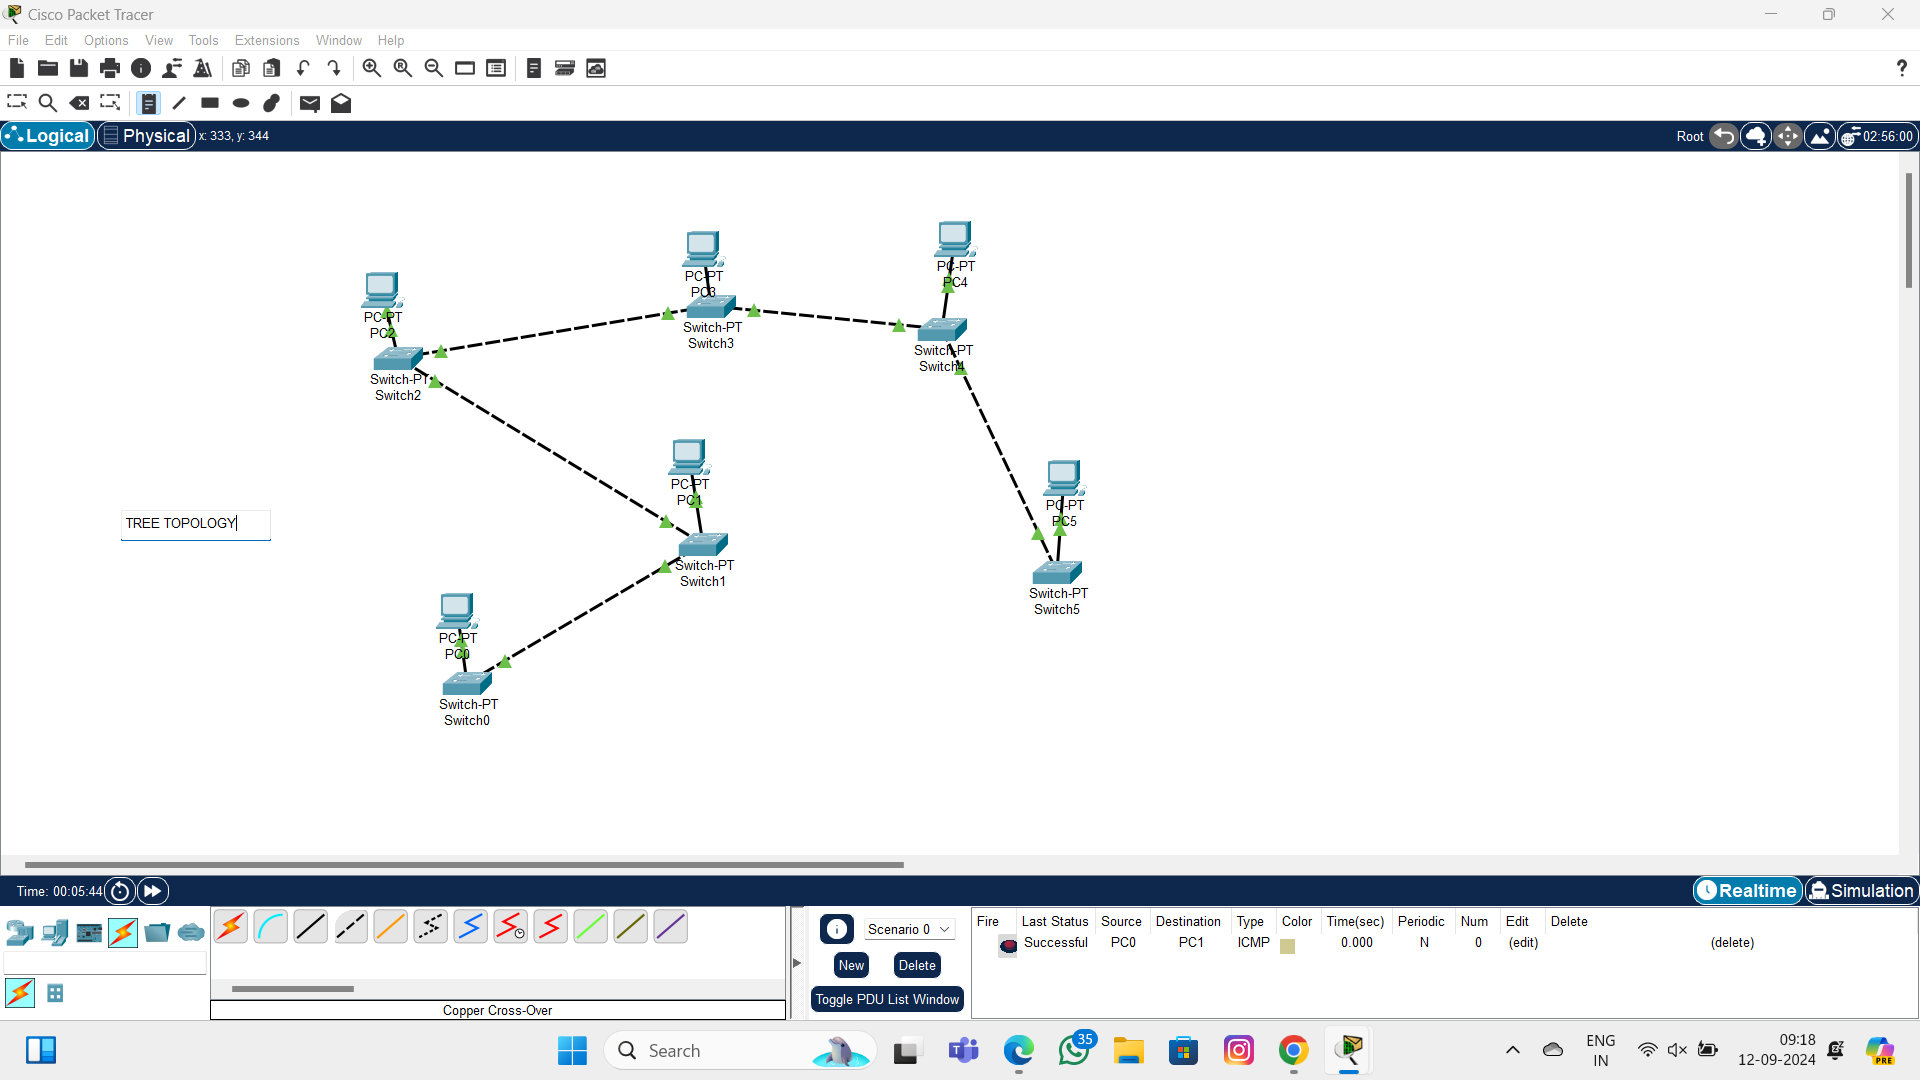 Cisco Packet Tracer
File Edit Options View Tools Extensions Window Help
?
Logical Physical x: 333, y: 344 Root 02:56:00
PC-PT
PC4
PC-PT
PC3
Switch-PT
Switch3
PC-PT
PC2
Switch-PT
Switch4
Switch-PT
Switch2
PC-PT
PC1
PC-PT
PC5
TREE TOPOLOGY
Switch-PT
Switch1
Switch-PT
Switch5
PC-PT
PC0
Switch-PT
Switch0
Time: 00:05:44 Realtime Simulation
Scenario 0
New Delete
Toggle PDU List Window
Fire Last Status Source Destination Type Color Time(sec) Periodic Num Edit Delete
Successful PC0 PC1 ICMP 0.000 N 0 (edit) (delete)
Copper Cross-Over
Search
35
ENG
IN
09:18
12-09-2024
PRE